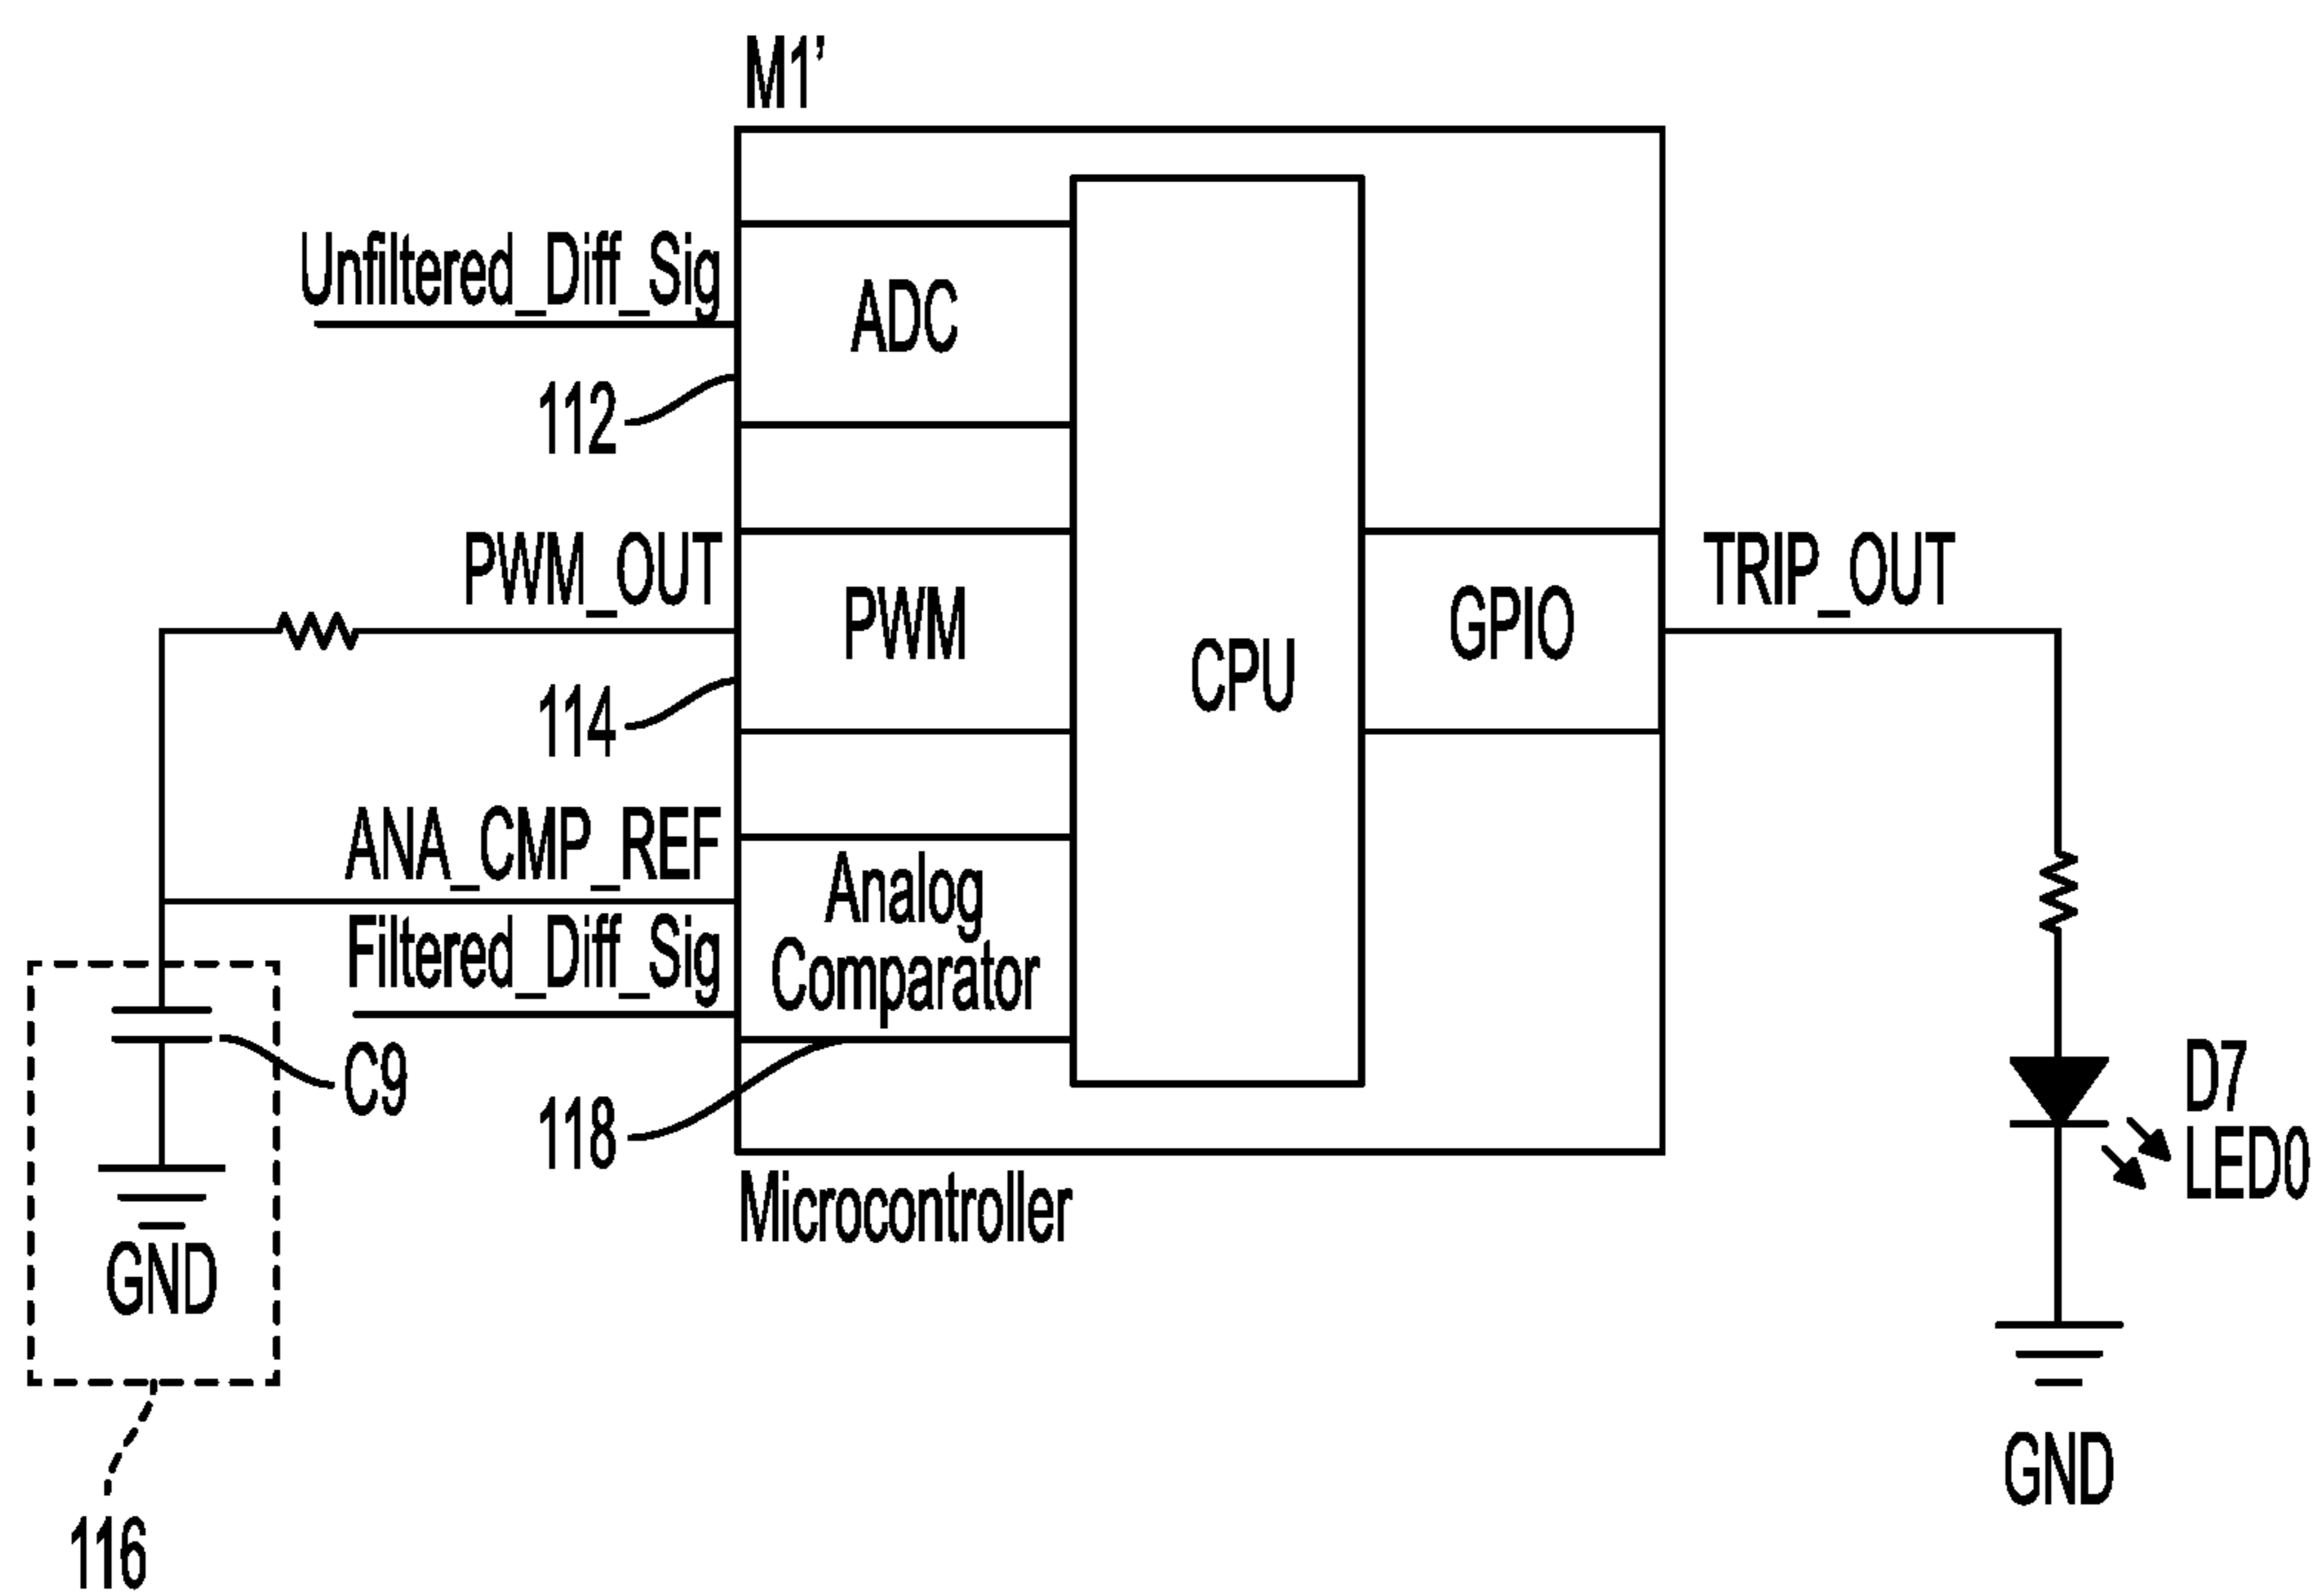 M1’
Unfiltered_Diff_Sig
ADC
112
PWM_OUT
PWM
GPIO
TRIP_OUT
CPU
114
ANA_CMP_REF
Analog
Comparator
Filtered_Diff_Sig
C9
118
D7
LED0
Microcontroller
GND
GND
116